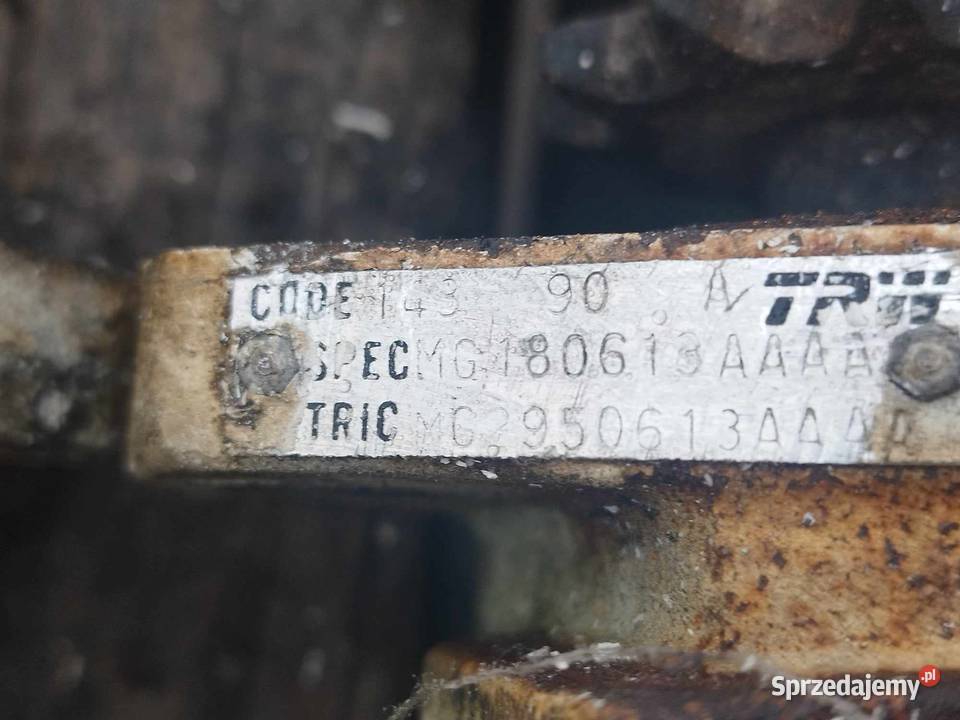 CODE 143 90 A TRW
SPEC MG180613AAAA
TRIC MG2950613AAAA
Sprzedajemy.pl